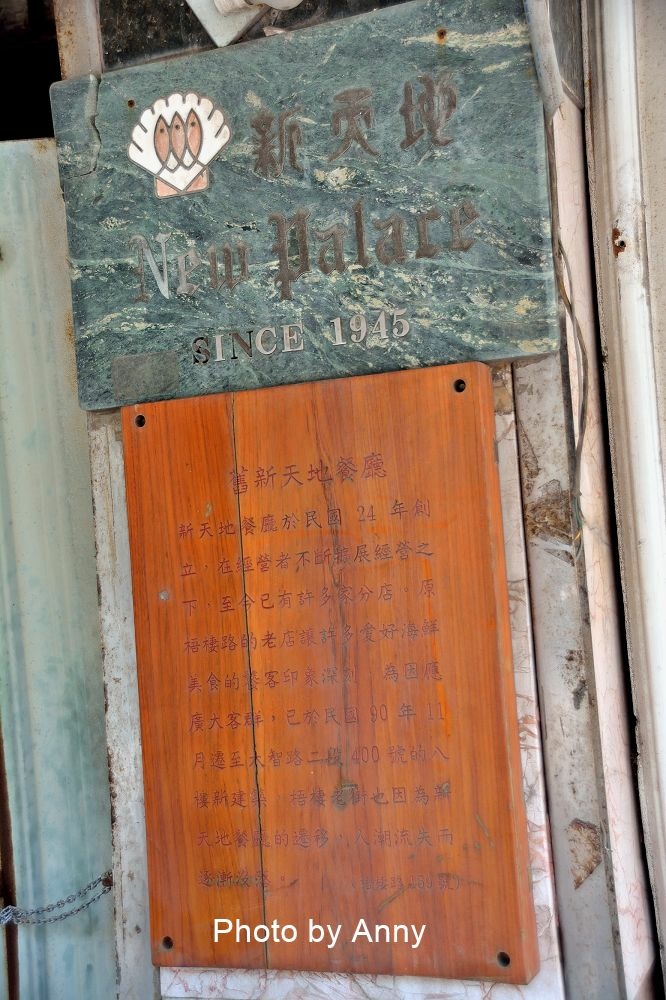 新天地
New Palace
SINCE 1945
舊新天地餐廳
新天地餐廳於民國 24 年創
立，在經營者不斷擴展經營之
下，至今已有許多家分店。原
梧棲路的老店讓許多愛好海鮮
美食的饕客印象深刻，為因應
廣大客群，已於民國 90 年 11
月遷至大智路二段 400 號的八
樓新建築，梧棲老街也因為新
天地餐廳的遷移，人潮流失而
逐漸沒落。 (梧棲路 159 號)
Photo by Anny